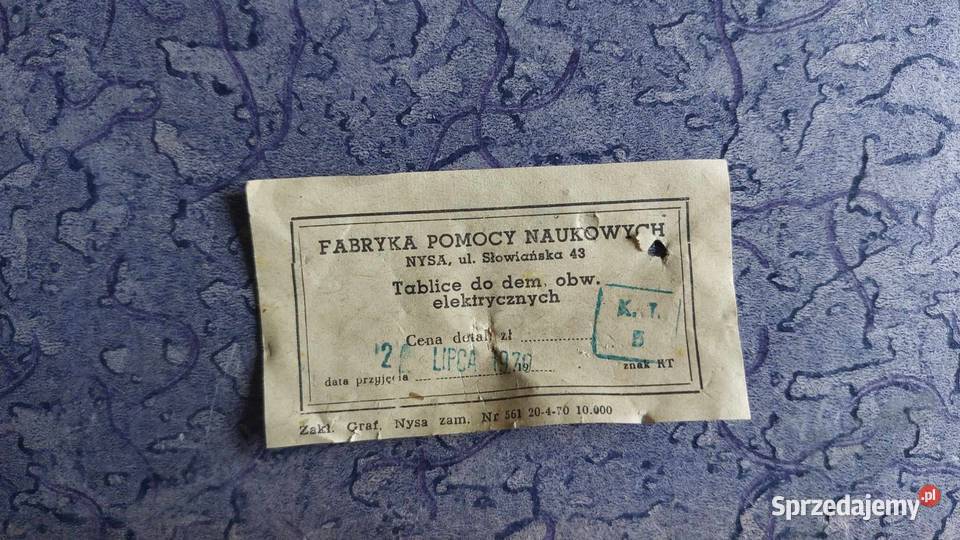 FABRYKA POMOCY NAUKOWYCH
NYSA, ul. Słowiańska 43
Tablice do dem. obw.
elektrycznych
K. T.
5
Cena detal. zł
LIPCA
data przyjęcia
znak KT
Zakł. Graf. Nysa zam. Nr 561 20-4-70 10.000
Sprzedajemy.pl